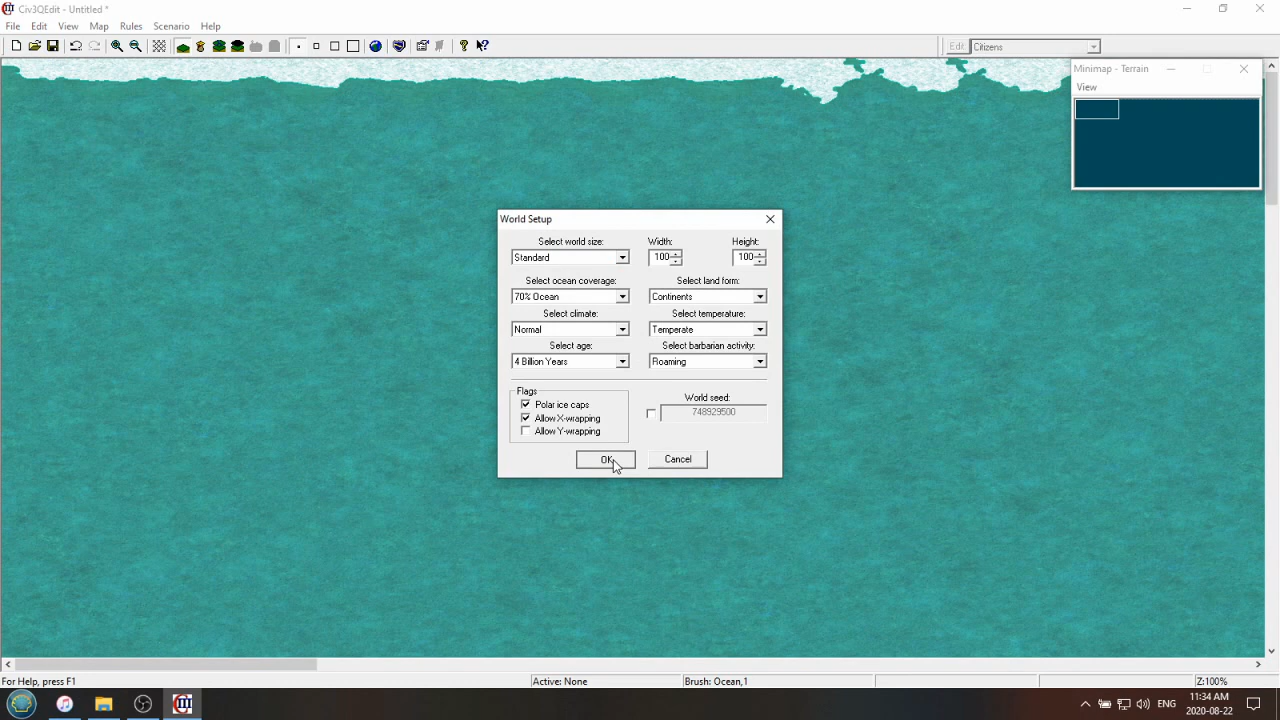 Civ3QEdit - Untitled *
File Edit View Map Rules Scenario Help
Edit Citizens
Minimap - Terrain
View
World Setup
Select world size: Width: Height:
Standard 100 100
Select ocean coverage: Select land form:
70% Ocean Continents
Select climate: Select temperature:
Normal Temperate
Select age: Select barbarian activity:
4 Billion Years Roaming
Flags
Polar ice caps
Allow X-wrapping
Allow Y-wrapping
World seed:
748929500
OK Cancel
For Help, press F1 Active: None Brush: Ocean,1 Z:100%
ENG
11:34 AM
2020-08-22